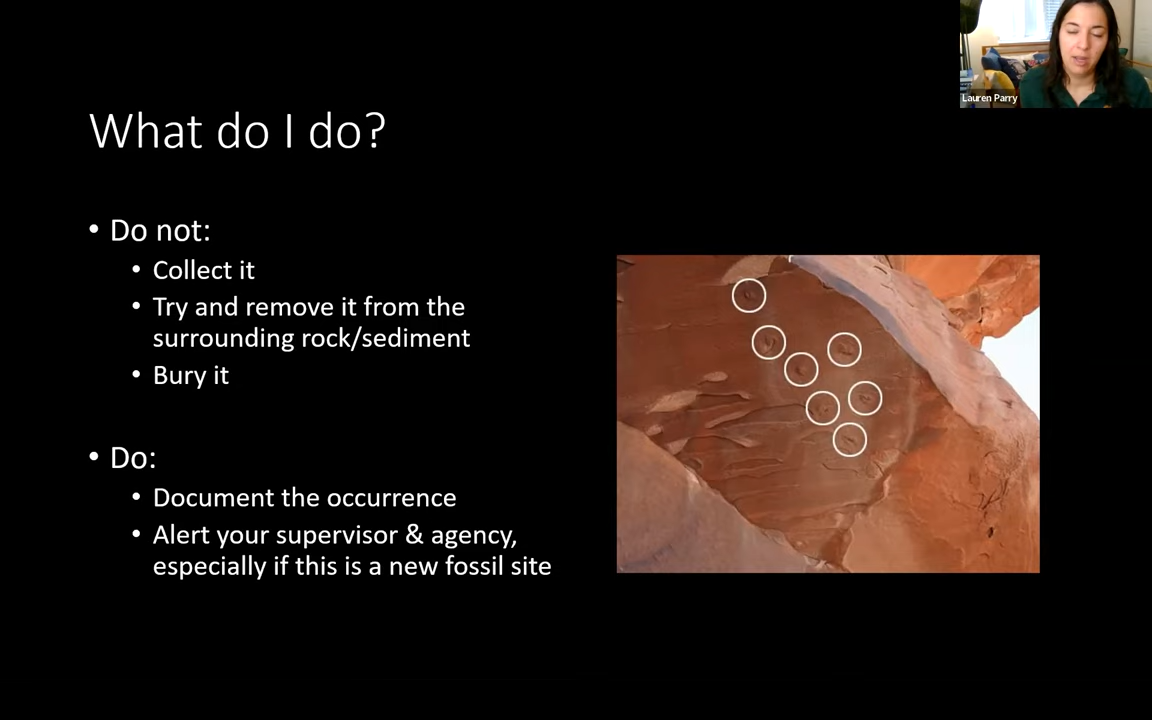 Lauren Parry
What do I do?
• Do not:
• Collect it
• Try and remove it from the
surrounding rock/sediment
• Bury it
• Do:
• Document the occurrence
• Alert your supervisor & agency,
especially if this is a new fossil site